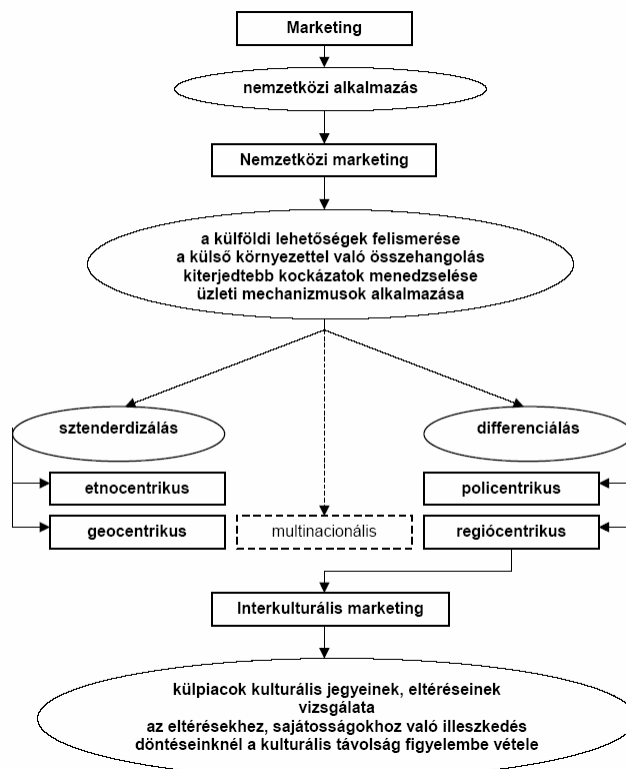 Marketing
nemzetközi alkalmazás
Nemzetközi marketing
a külföldi lehetőségek felismerése
a külső környezettel való összehangolás
kiterjedtebb kockázatok menedzselése
üzleti mechanizmusok alkalmazása
sztenderdizálás
differenciálás
etnocentrikus
policentrikus
geocentrikus
multinacionális
regiócentrikus
Interkulturális marketing
külpiacok kulturális jegyeinek, eltéréseinek
vizsgálata
az eltérésekhez, sajátosságokhoz való illeszkedés
döntéseinknél a kulturális távolság figyelembe vétele